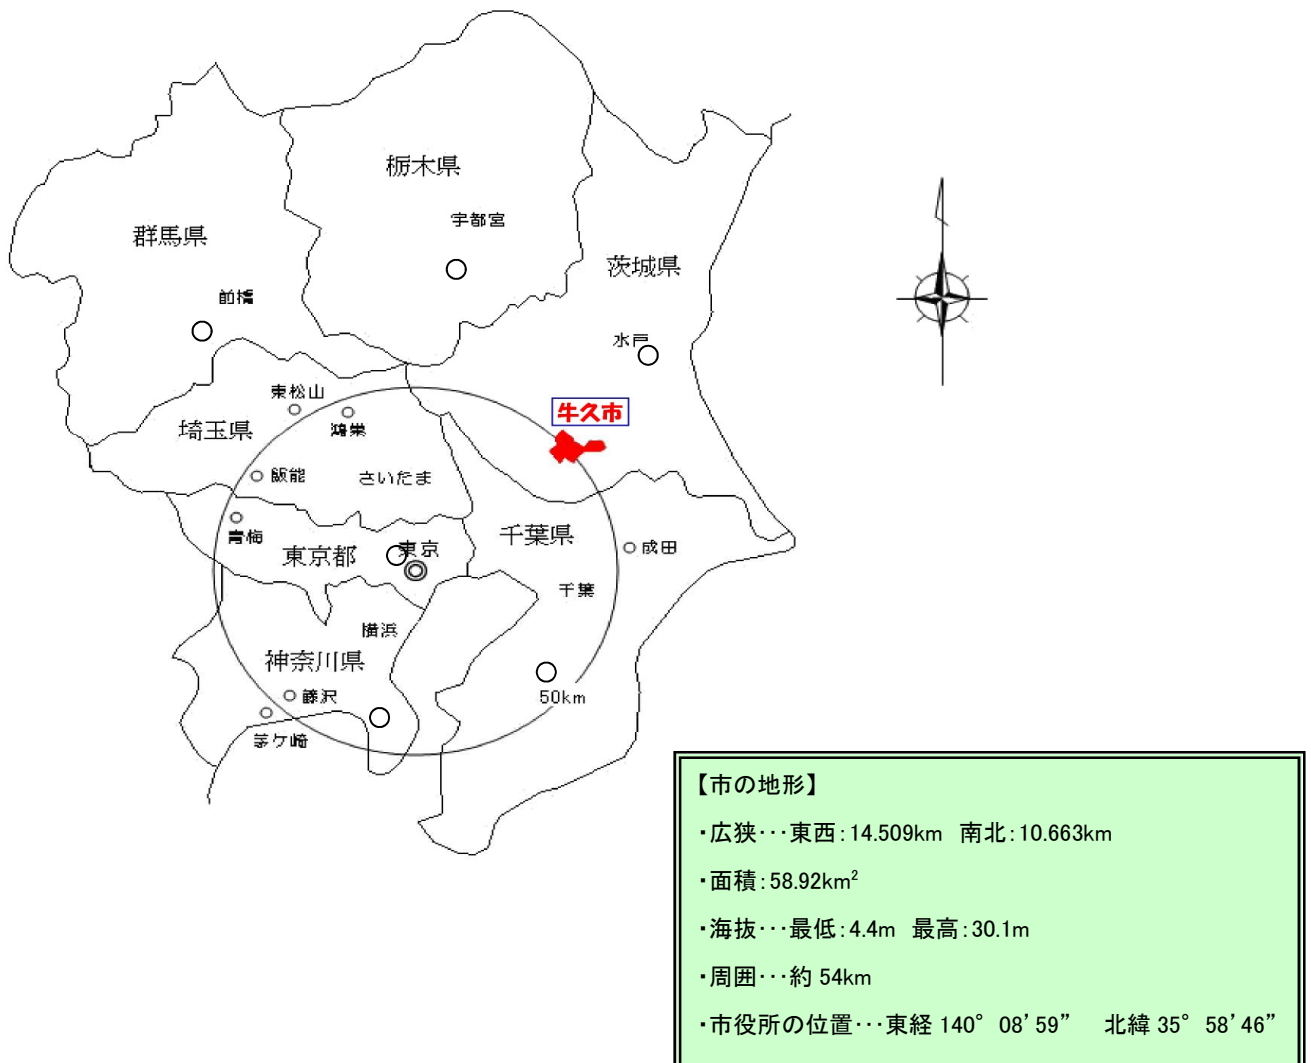 栃木県
宇都宮
群馬県
茨城県
前橋
水戸
東松山
牛久市
鴻巣
埼玉県
飯能
さいたま
青梅
千葉県
東京都
東京
成田
千葉
横浜
神奈川県
藤沢
50km
茅ケ崎
【市の地形】
・広狭･･･東西：14.509km 南北：10.663km
・面積：58.92km²
・海抜･･･最低：4.4m 最高：30.1m
・周囲･･･約 54km
・市役所の位置･･･東経 140° 08’59” 北緯 35° 58’46”